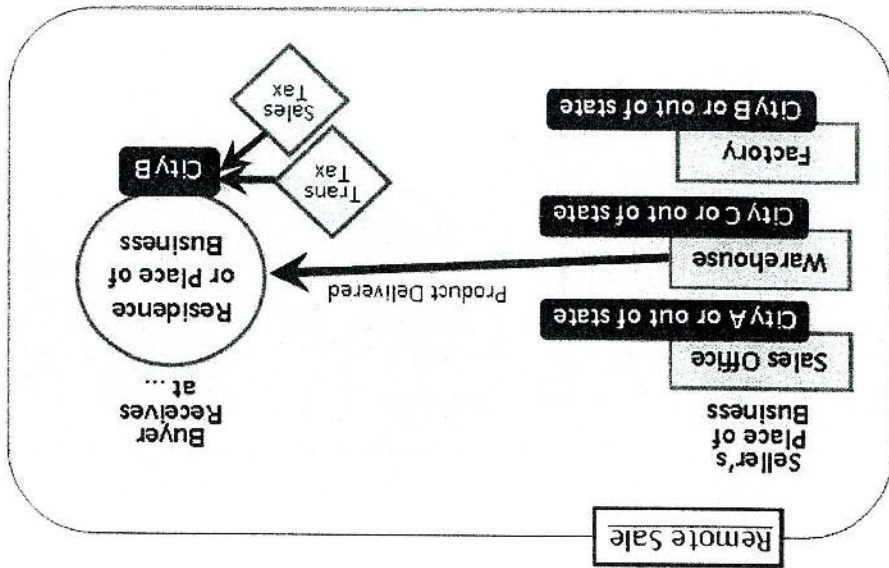 Remote Sale
Seller's
Place of
Business
Sales Office
City A or out of state
Warehouse
City C or out of state
Factory
City B or out of state
Product Delivered
Buyer
Receives
at ...
Residence
or Place of
Business
City B
Trans
Tax
Sales
Tax